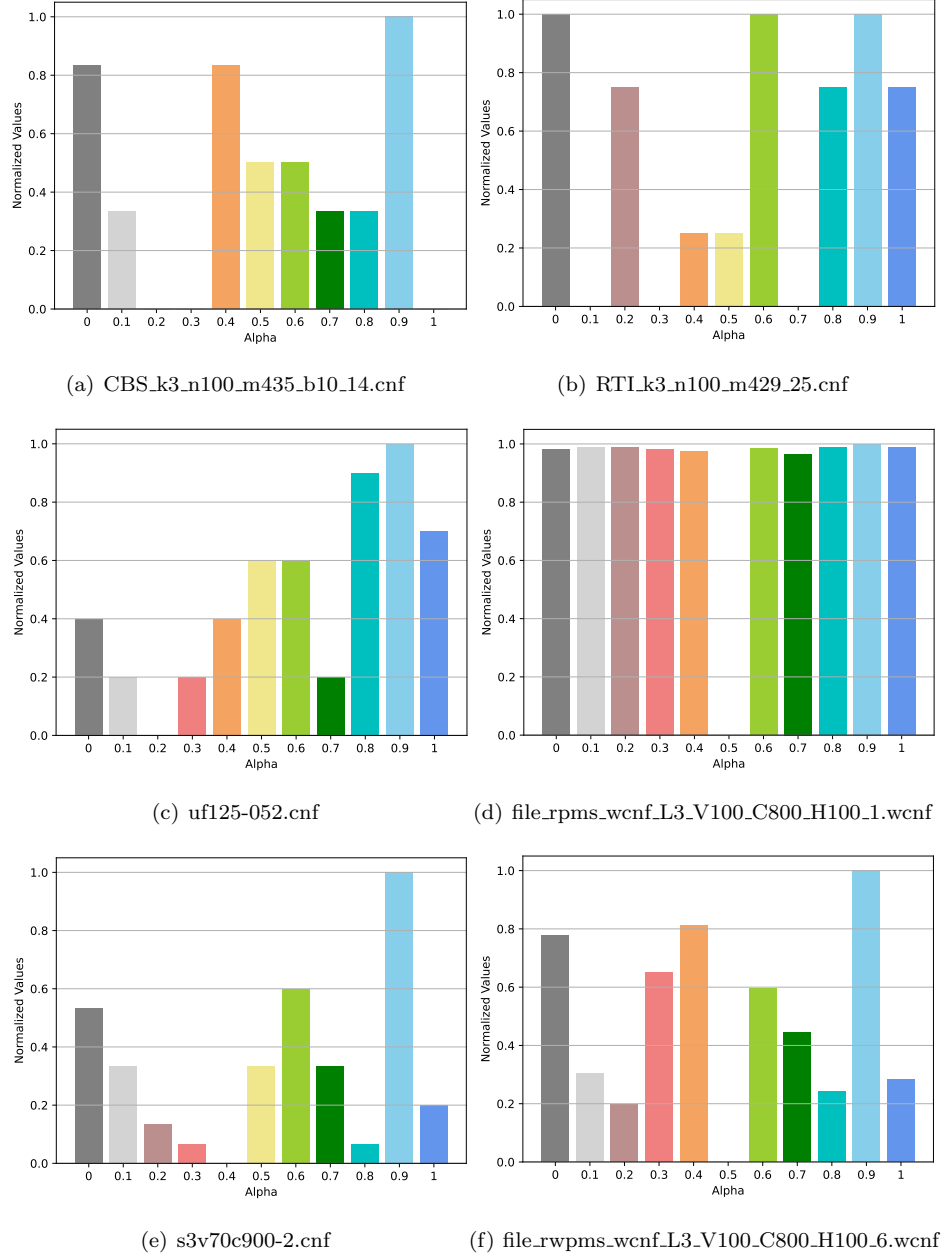 1.0
0.8
0.6
0.4
0.2
0.0
Normalized Values
0 0.1 0.2 0.3 0.4 0.5 0.6 0.7 0.8 0.9 1
Alpha
(a) CBS_k3_n100_m435_b10_14.cnf
1.0
0.8
0.6
0.4
0.2
0.0
Normalized Values
0 0.1 0.2 0.3 0.4 0.5 0.6 0.7 0.8 0.9 1
Alpha
(b) RTI_k3_n100_m429_25.cnf
1.0
0.8
0.6
0.4
0.2
0.0
Normalized Values
0 0.1 0.2 0.3 0.4 0.5 0.6 0.7 0.8 0.9 1
Alpha
(c) uf125-052.cnf
1.0
0.8
0.6
0.4
0.2
0.0
Normalized Values
0 0.1 0.2 0.3 0.4 0.5 0.6 0.7 0.8 0.9 1
Alpha
(d) file_rpms_wcnf_L3_V100_C800_H100_1.wcnf
1.0
0.8
0.6
0.4
0.2
0.0
Normalized Values
0 0.1 0.2 0.3 0.4 0.5 0.6 0.7 0.8 0.9 1
Alpha
(e) s3v70c900-2.cnf
1.0
0.8
0.6
0.4
0.2
0.0
Normalized Values
0 0.1 0.2 0.3 0.4 0.5 0.6 0.7 0.8 0.9 1
Alpha
(f) file_rwpms_wcnf_L3_V100_C800_H100_6.wcnf